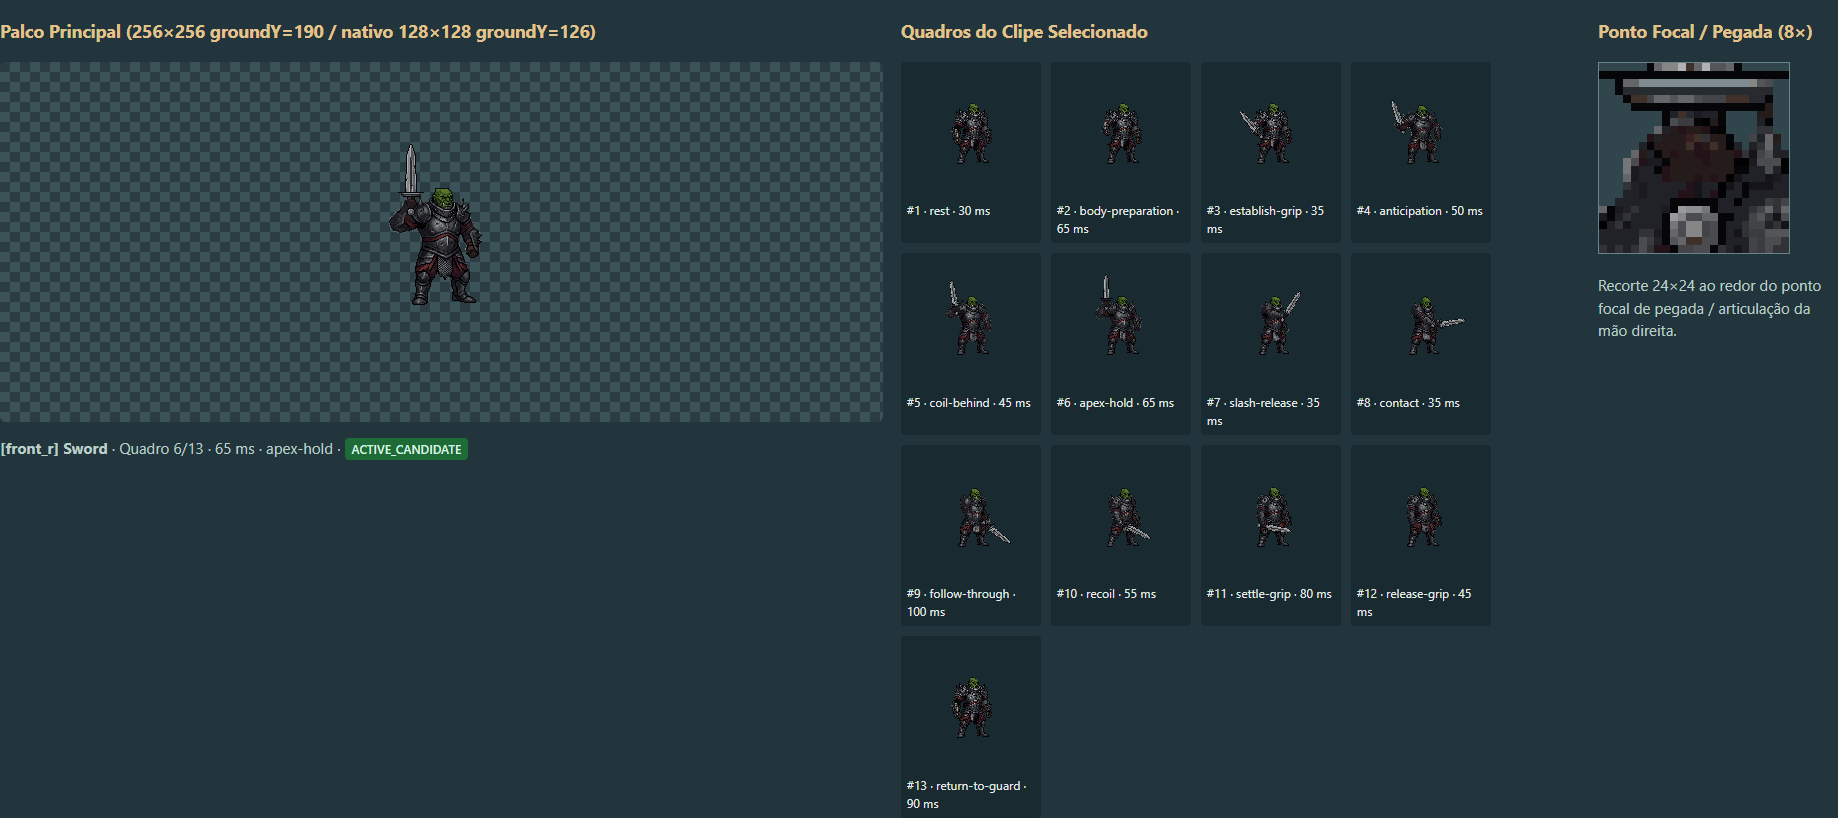 Palco Principal (256×256 groundY=190 / nativo 128×128 groundY=126)
[front_r] Sword · Quadro 6/13 · 65 ms · apex-hold · ACTIVE_CANDIDATE
Quadros do Clipe Selecionado
#1 · rest · 30 ms
#2 · body-preparation ·
65 ms
#3 · establish-grip · 35
ms
#4 · anticipation · 50 ms
#5 · coil-behind · 45 ms
#6 · apex-hold · 65 ms
#7 · slash-release · 35
ms
#8 · contact · 35 ms
#9 · follow-through ·
100 ms
#10 · recoil · 55 ms
#11 · settle-grip · 80 ms
#12 · release-grip · 45
ms
#13 · return-to-guard ·
90 ms
Ponto Focal / Pegada (8×)
Recorte 24×24 ao redor do ponto
focal de pegada / articulação da
mão direita.